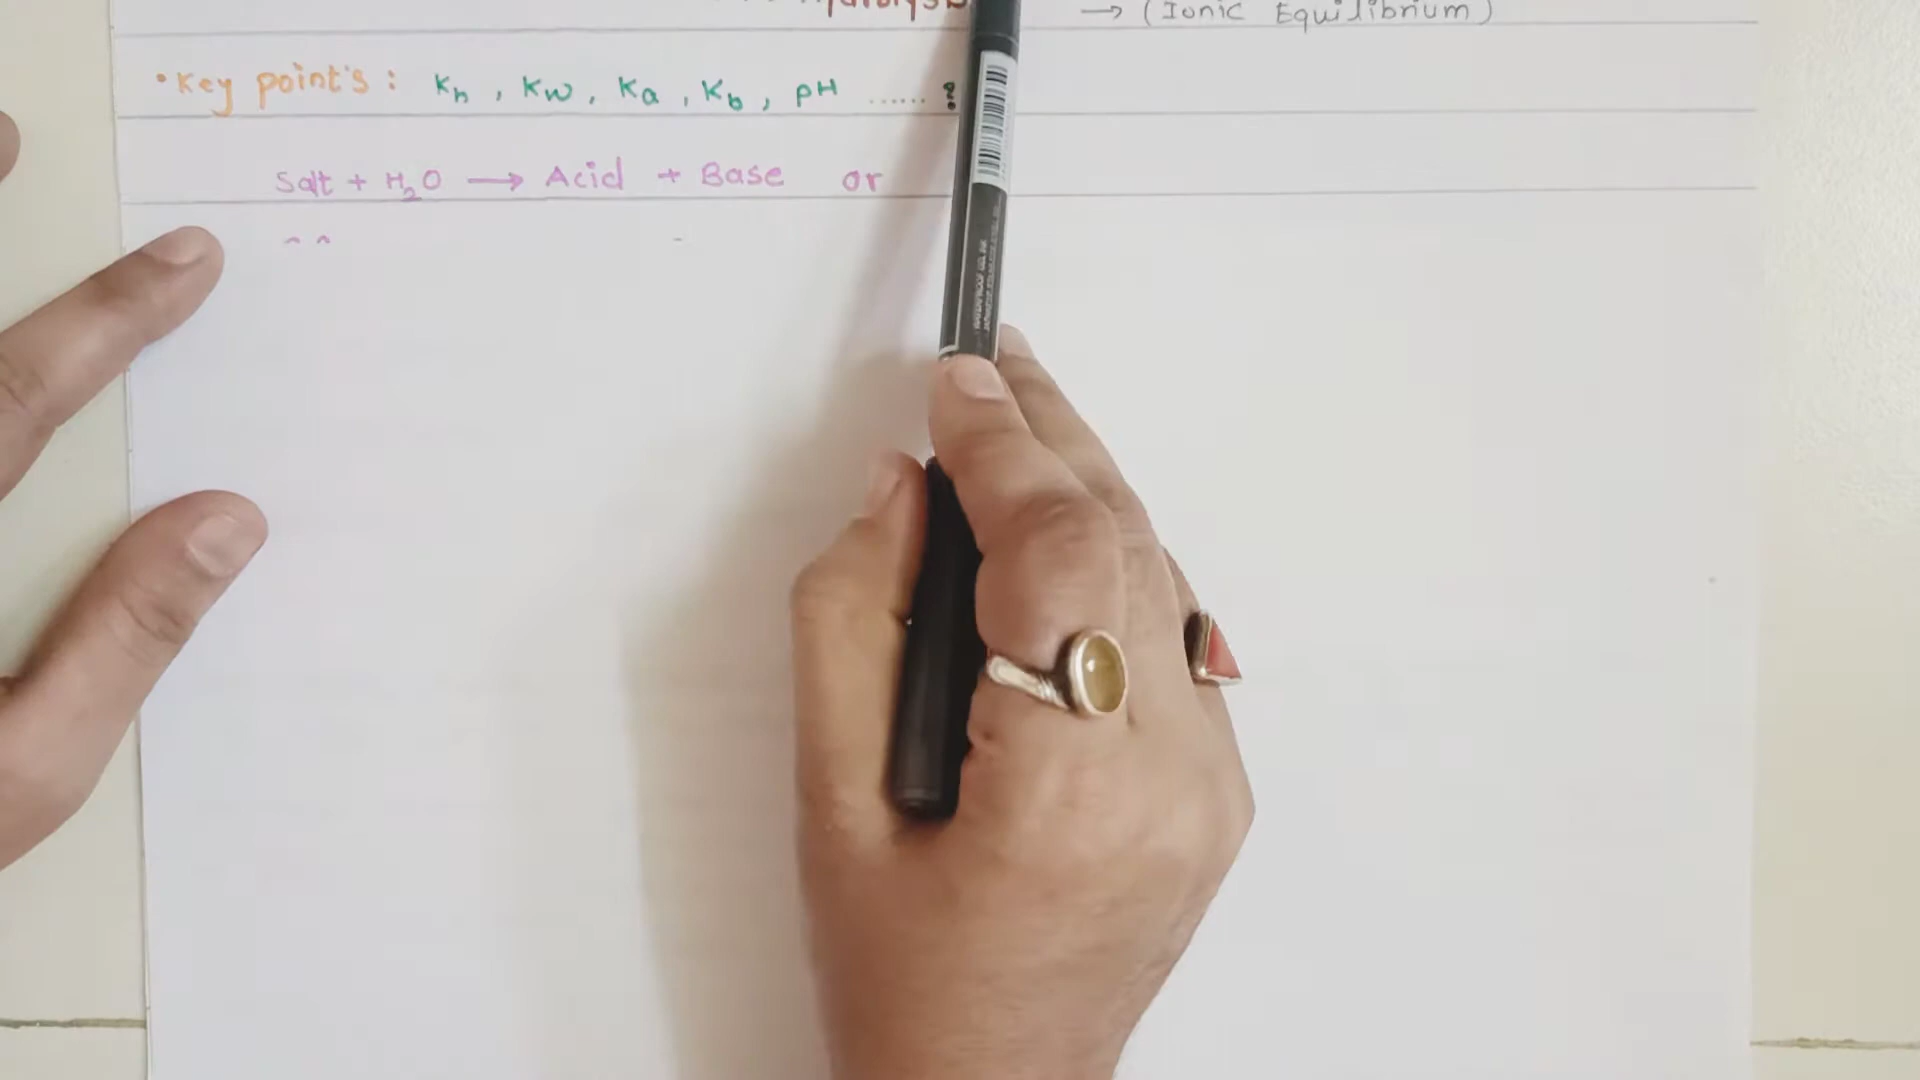 → (Ionic Equilibrium)
• Key point's : Kh , Kw , Ka , Kb , pH ...... ?
Salt + H₂O ⟶ Acid + Base or